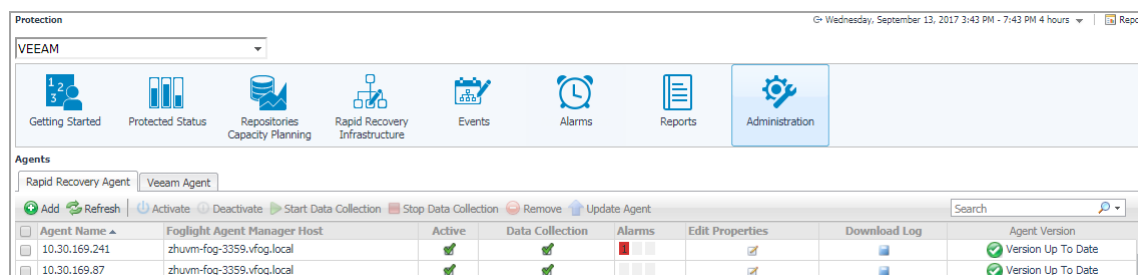 Protection
Wednesday, September 13, 2017 3:43 PM - 7:43 PM 4 hours
VEEAM
1 2 3
Getting Started
Protected Status
Repositories Capacity Planning
Rapid Recovery Infrastructure
Events
Alarms
Reports
Administration
Agents
Rapid Recovery Agent Veeam Agent
Add Refresh Activate Deactivate Start Data Collection Stop Data Collection Remove Update Agent Search
Agent Name Foglight Agent Manager Host Active Data Collection Alarms Edit Properties Download Log Agent Version
10.30.169.241 zhuvm-fog-3359.vfog.local 1 Version Up To Date
10.30.169.87 zhuvm-fog-3359.vfog.local Version Up To Date